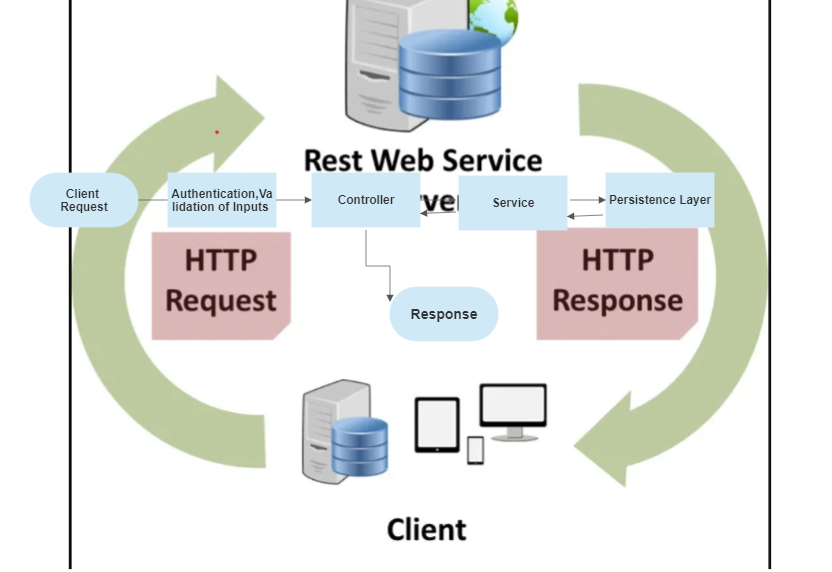 Rest Web Service
Client
Request
Authentication,Va
lidation of Inputs
Controller
Service
Persistence Layer
HTTP
Request
HTTP
Response
Response
Client